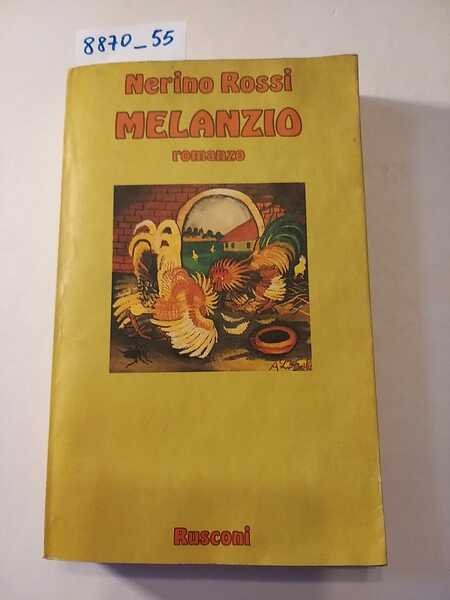 8870_55
Nerino Rossi
MELANZIO
romanzo
Rusconi